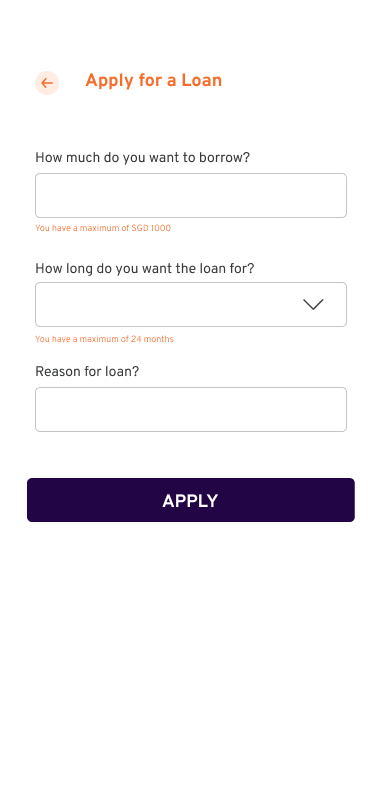 Apply for a Loan
How much do you want to borrow?
You have a maximum of SGD 1000
How long do you want the loan for?
You have a maximum of 24 months
Reason for loan?
APPLY